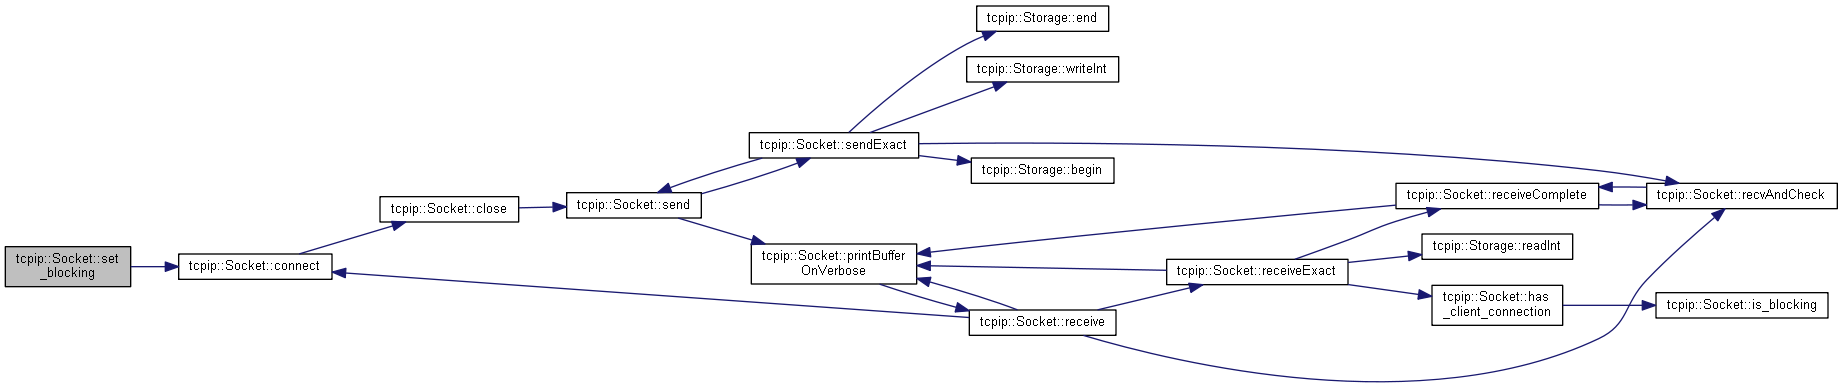 tcpip::Storage::end
tcpip::Storage::writeInt
tcpip::Socket::sendExact
tcpip::Storage::begin
tcpip::Socket::close
tcpip::Socket::send
tcpip::Socket::receiveComplete
tcpip::Socket::recvAndCheck
tcpip::Socket::set
_blocking
tcpip::Socket::connect
tcpip::Socket::printBuffer
OnVerbose
tcpip::Storage::readInt
tcpip::Socket::receiveExact
tcpip::Socket::has
_client_connection
tcpip::Socket::is_blocking
tcpip::Socket::receive